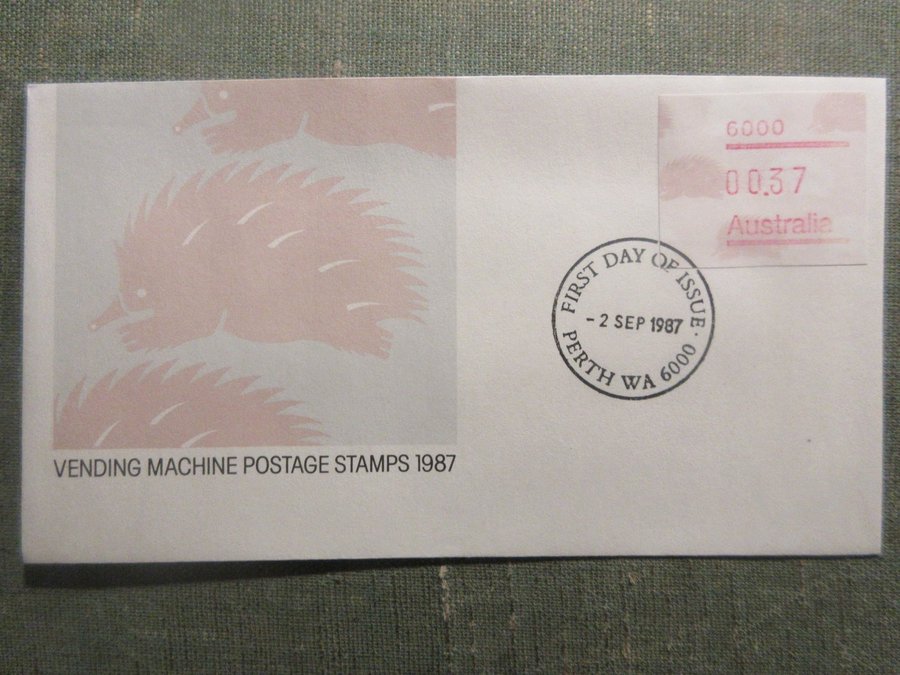 6000
00.37
Australia
FIRST DAY OF ISSUE ·
- 2 SEP 1987
PERTH WA 6000
VENDING MACHINE POSTAGE STAMPS 1987